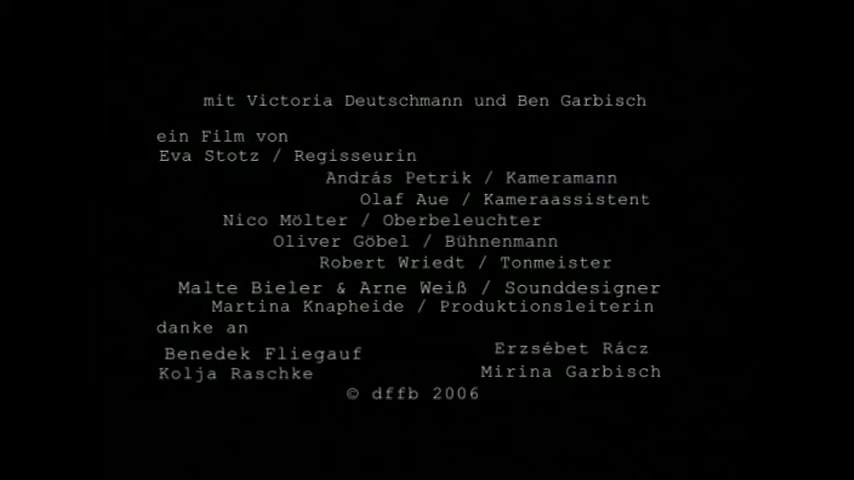 mit Victoria Deutschmann und Ben Garbisch
ein Film von
Eva Stotz / Regisseurin
András Petrik / Kameramann
Olaf Aue / Kameraassistent
Nico Mölter / Oberbeleuchter
Oliver Göbel / Bühnenmann
Robert Wriedt / Tonmeister
Malte Bieler & Arne Weiß / Sounddesigner
Martina Knapheide / Produktionsleiterin
danke an
Benedek Fliegauf
Erzsébet Rácz
Kolja Raschke
Mirina Garbisch
© dffb 2006